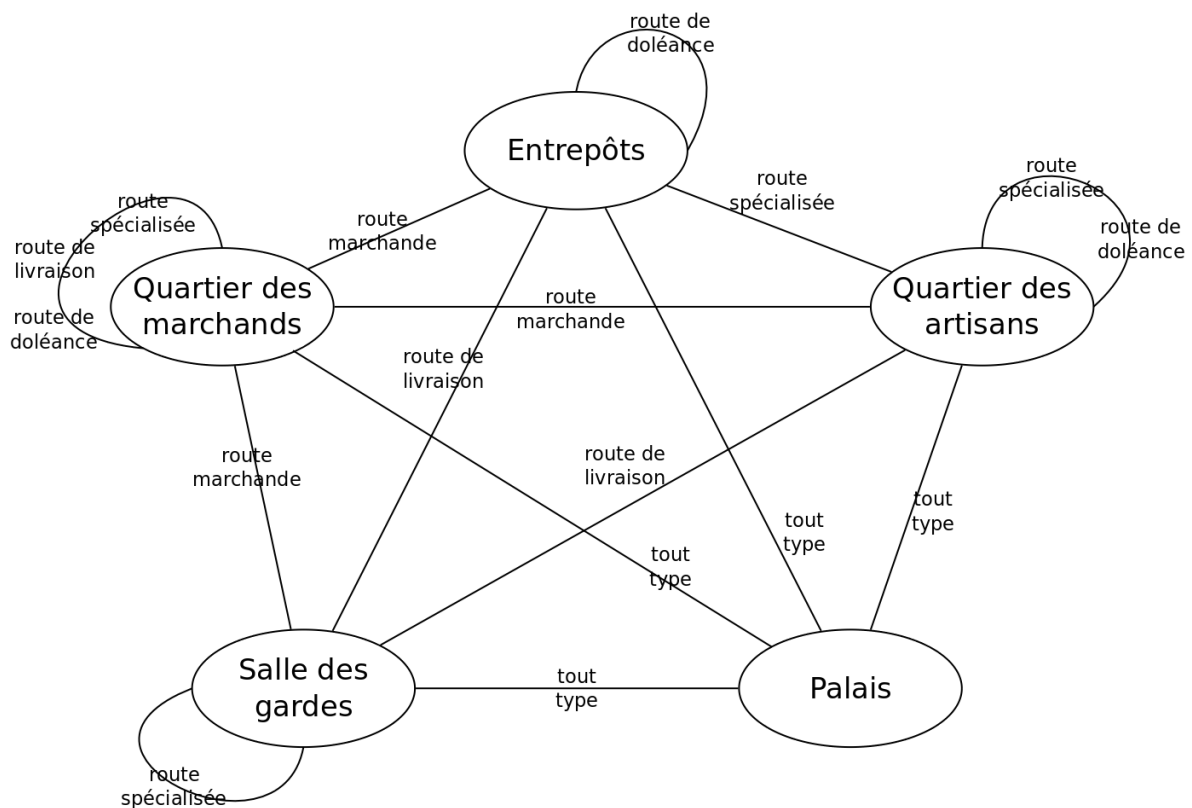 route de
doléance
Entrepôts
route
spécialisée
route
spécialisée
route
spécialisée
route
marchande
route de
livraison
route de
doléance
Quartier des
marchands
route
marchande
Quartier des
artisans
route de
doléance
route de
livraison
route
marchande
route de
livraison
tout
type
tout
type
tout
type
Salle des
gardes
tout
type
Palais
route
spécialisée